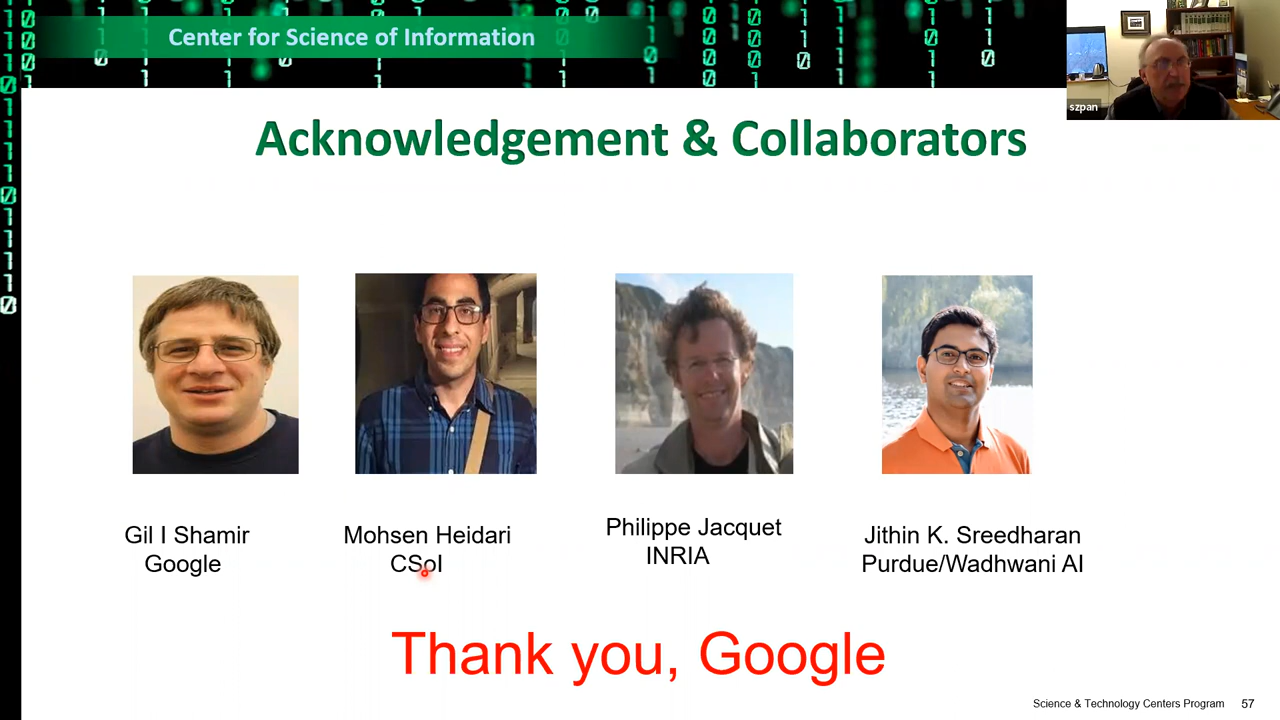 Center for Science of Information
szpan
Acknowledgement & Collaborators
Gil I Shamir
Google
Mohsen Heidari
CSoI
Philippe Jacquet
INRIA
Jithin K. Sreedharan
Purdue/Wadhwani AI
Thank you, Google
Science & Technology Centers Program 57